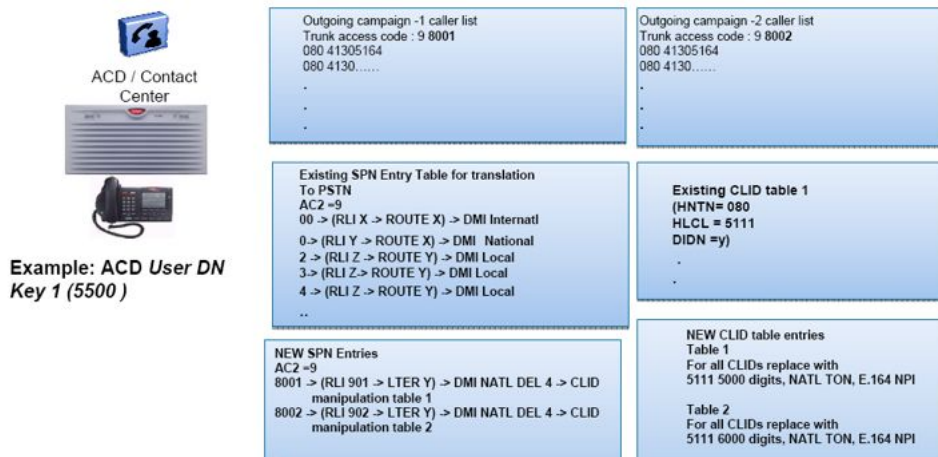 ACD / Contact
Center
Example: ACD User DN
Key 1 (5500 )
Outgoing campaign -1 caller list
Trunk access code : 9 8001
080 41305164
080 4130......
.
.
.
Outgoing campaign -2 caller list
Trunk access code : 9 8002
080 41305164
080 4130......
.
.
.
Existing SPN Entry Table for translation
To PSTN
AC2 =9
00 -> (RLI X -> ROUTE X) -> DMI Internatl
0-> (RLI Y -> ROUTE X) -> DMI National
2 -> (RLI Z -> ROUTE Y) -> DMI Local
3-> (RLI Z-> ROUTE Y) -> DMI Local
4 -> (RLI Z -> ROUTE Y) -> DMI Local
..
Existing CLID table 1
(HNTN= 080
HLCL = 5111
DIDN =y)
.
.
NEW SPN Entries
AC2 =9
8001 -> (RLI 901 -> LTER Y) -> DMI NATL DEL 4 -> CLID
manipulation table 1
8002 -> (RLI 902 -> LTER Y) -> DMI NATL DEL 4 -> CLID
manipulation table 2
NEW CLID table entries
Table 1
For all CLIDs replace with
5111 5000 digits, NATL TON, E.164 NPI
Table 2
For all CLIDs replace with
5111 6000 digits, NATL TON, E.164 NPI